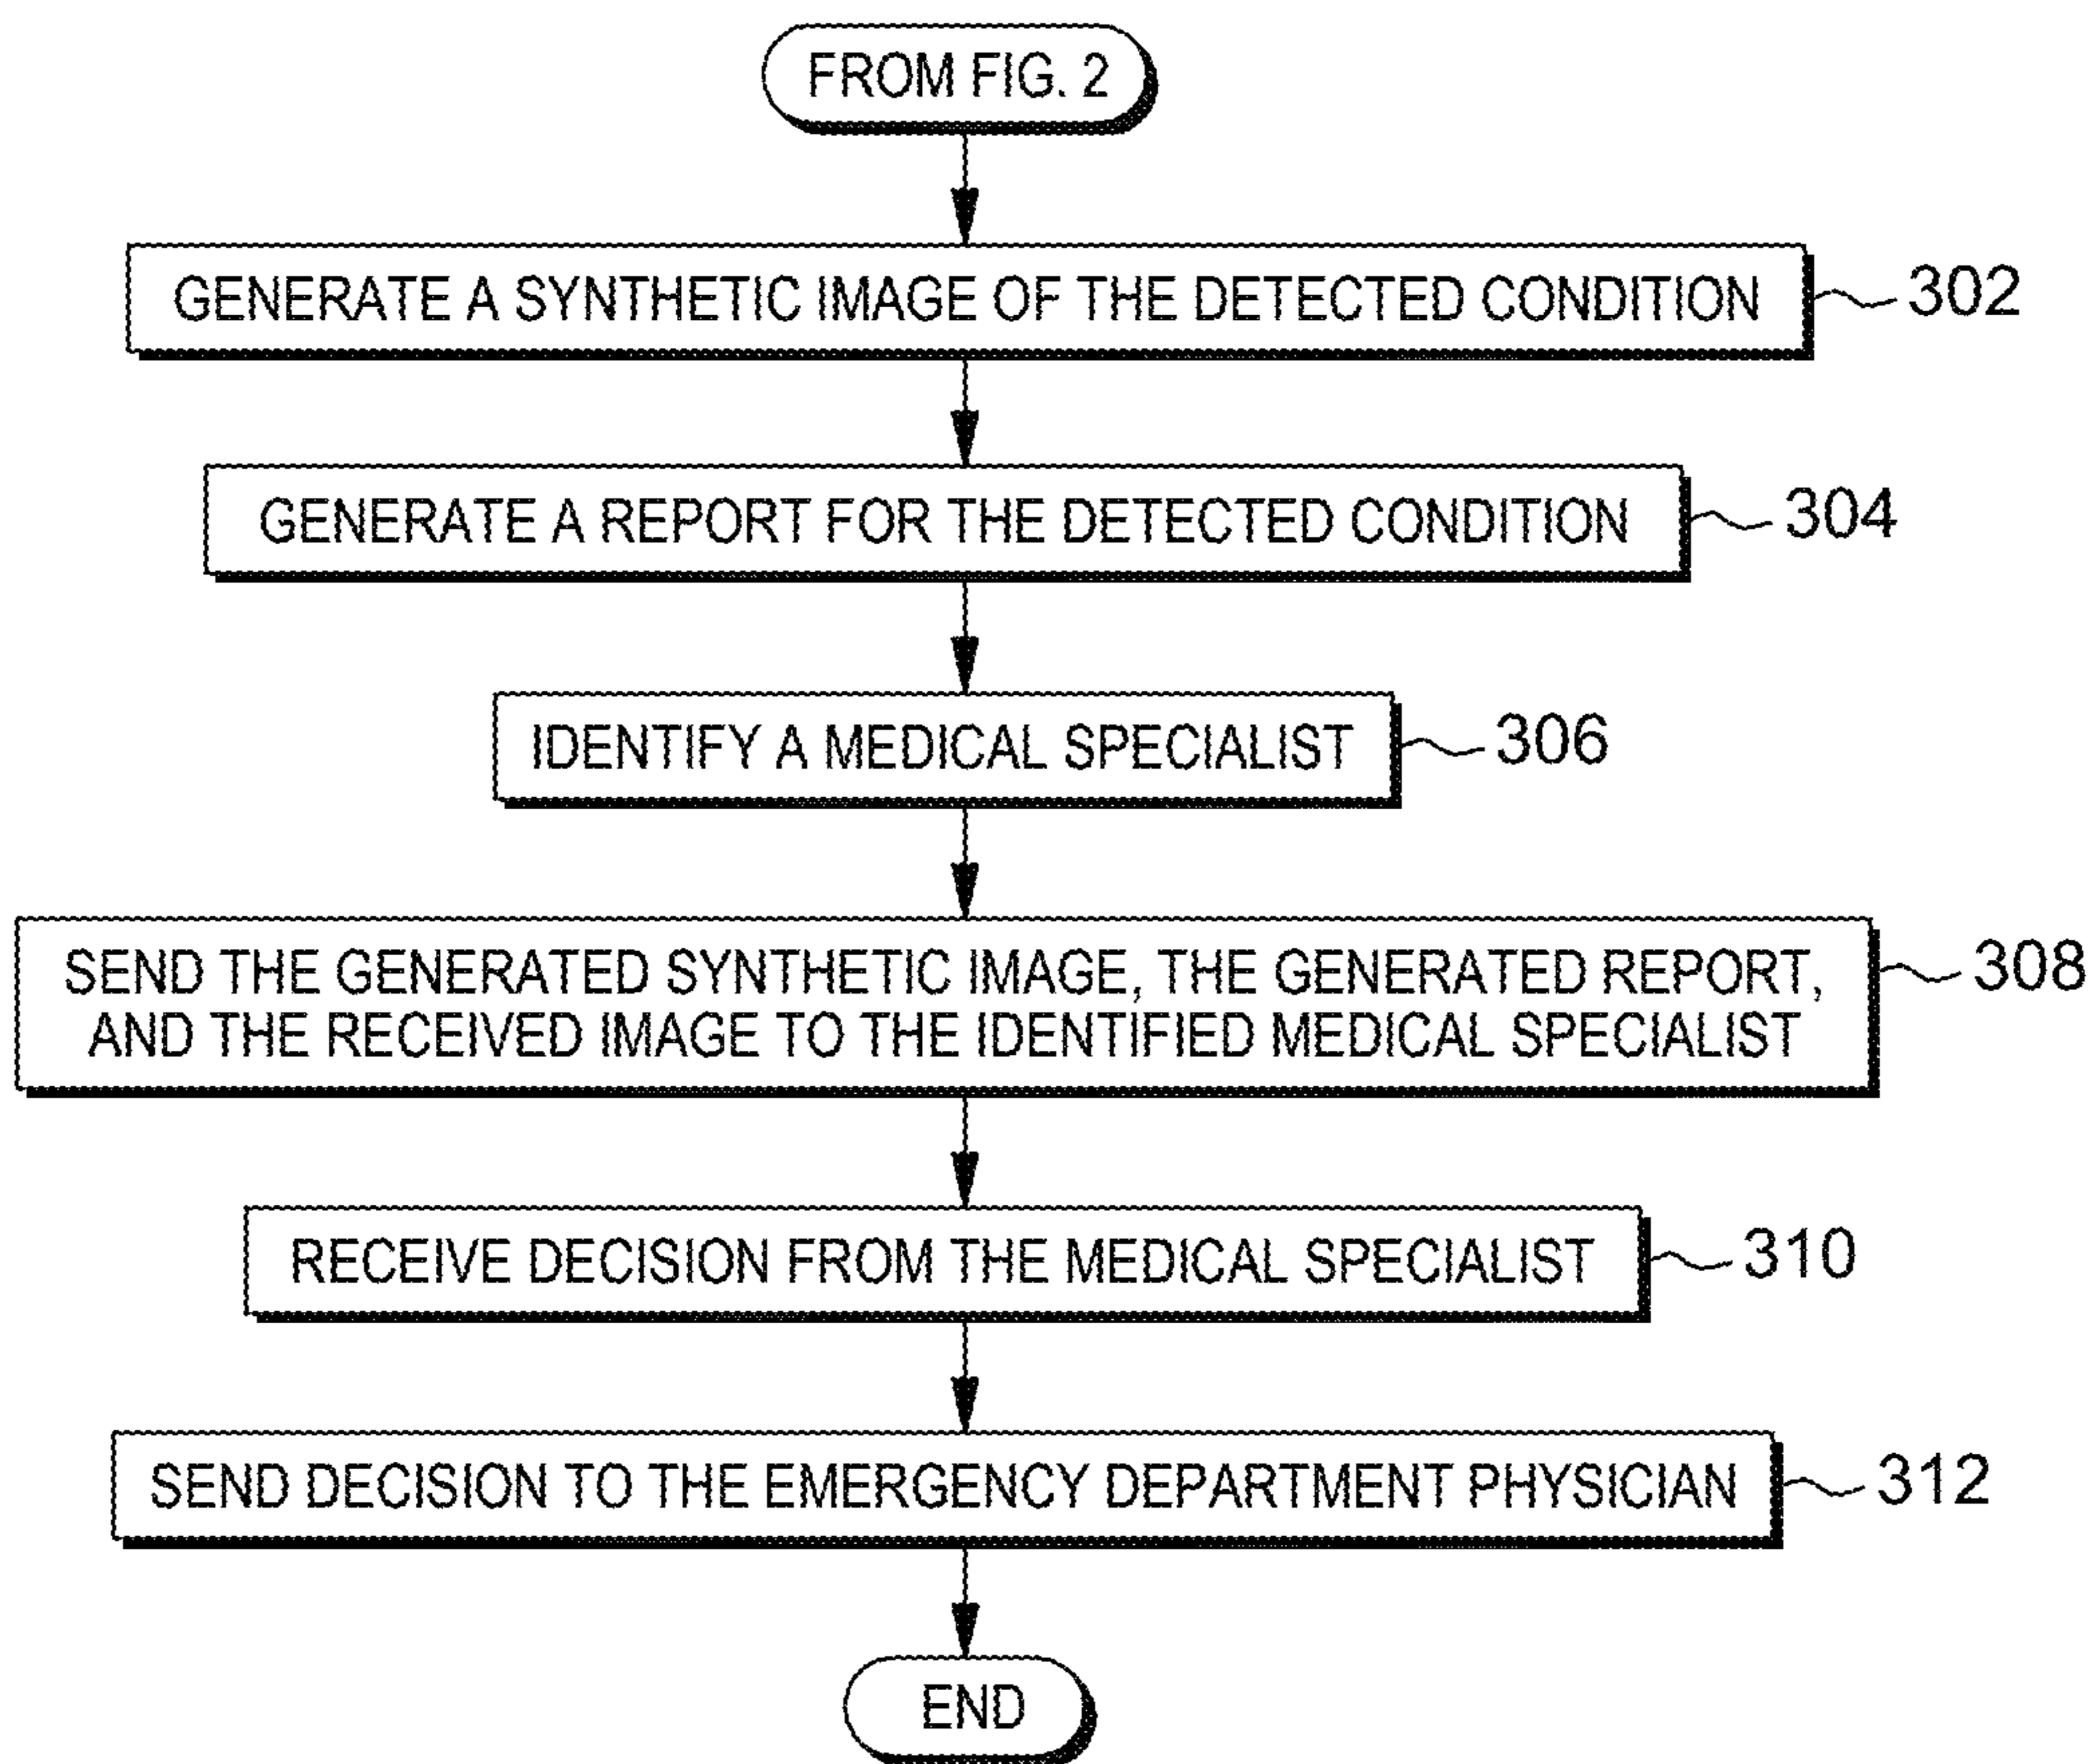 FROM FIG. 2
GENERATE A SYNTHETIC IMAGE OF THE DETECTED CONDITION
302
GENERATE A REPORT FOR THE DETECTED CONDITION
304
IDENTIFY A MEDICAL SPECIALIST
306
SEND THE GENERATED SYNTHETIC IMAGE, THE GENERATED REPORT,
AND THE RECEIVED IMAGE TO THE IDENTIFIED MEDICAL SPECIALIST
308
RECEIVE DECISION FROM THE MEDICAL SPECIALIST
310
SEND DECISION TO THE EMERGENCY DEPARTMENT PHYSICIAN
312
END